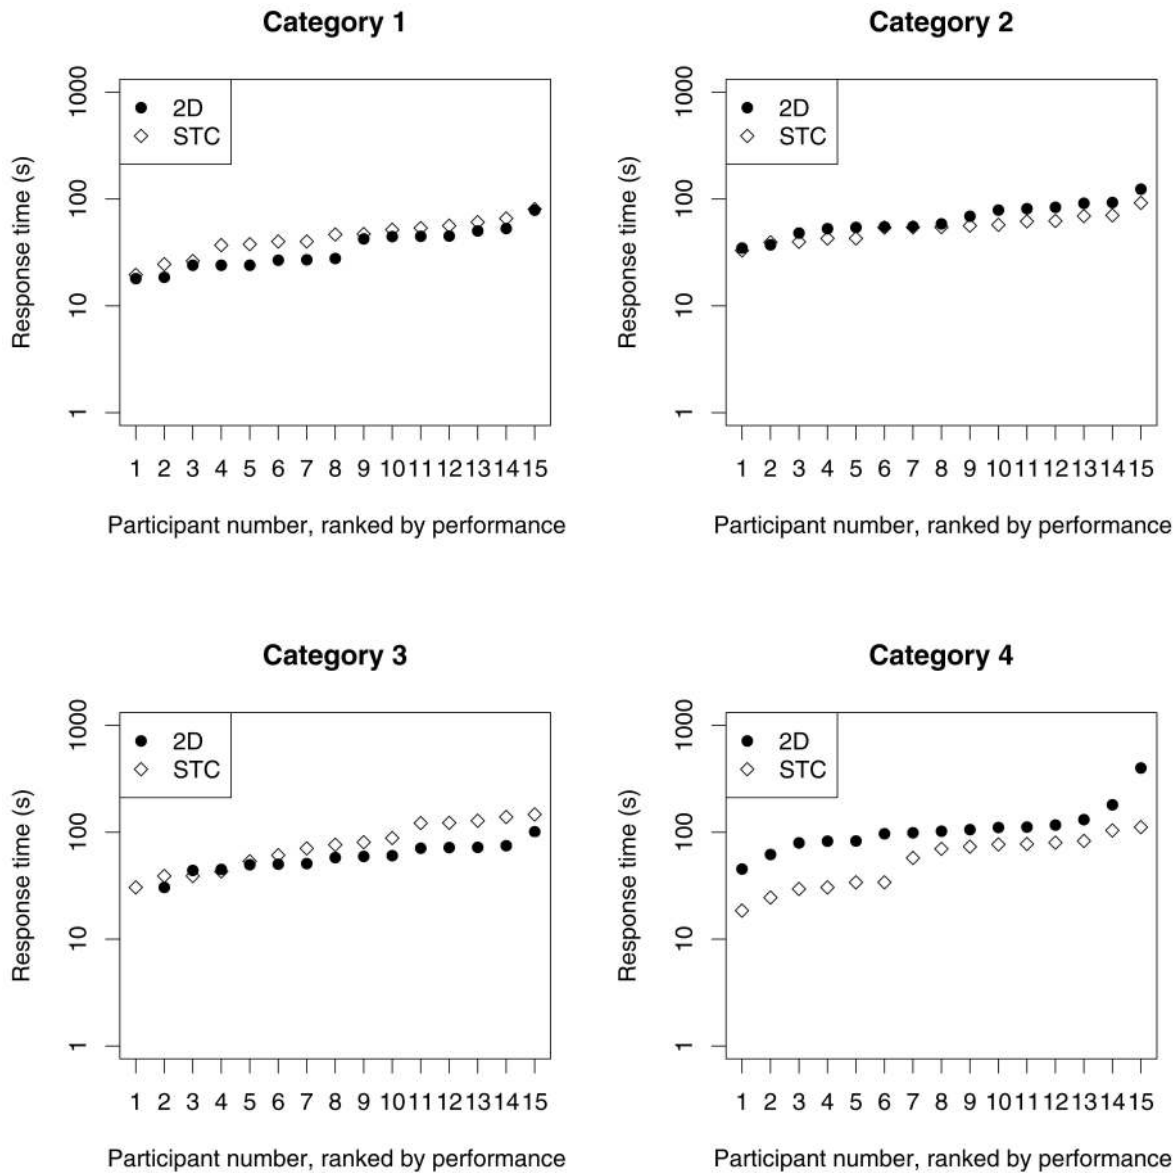 Category 1
1000
100
10
1
Response time (s)
2D
STC
1 2 3 4 5 6 7 8 9 10 11 12 13 14 15
Participant number, ranked by performance
Category 2
1000
100
10
1
Response time (s)
2D
STC
1 2 3 4 5 6 7 8 9 10 11 12 13 14 15
Participant number, ranked by performance
Category 3
1000
100
10
1
Response time (s)
2D
STC
1 2 3 4 5 6 7 8 9 10 11 12 13 14 15
Participant number, ranked by performance
Category 4
1000
100
10
1
Response time (s)
2D
STC
1 2 3 4 5 6 7 8 9 10 11 12 13 14 15
Participant number, ranked by performance